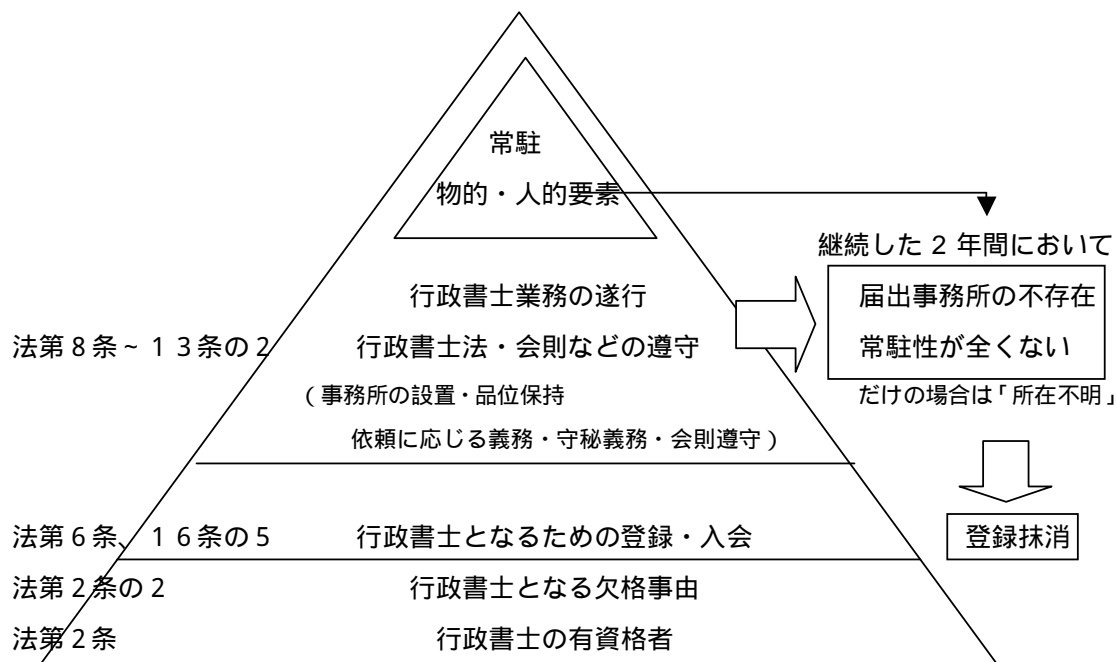 常駐
物的・人的要素
継続した2年間において
行政書士業務の遂行
届出事務所の不存在
法第8条~13条の2
行政書士法・会則などの遵守
常駐性が全くない
(事務所の設置・品位保持
だけの場合は「所在不明」
依頼に応じる義務・守秘義務・会則遵守)
法第6条、16条の5
行政書士となるための登録・入会
登録抹消
法第2条の2
行政書士となる欠格事由
法第2条
行政書士の有資格者